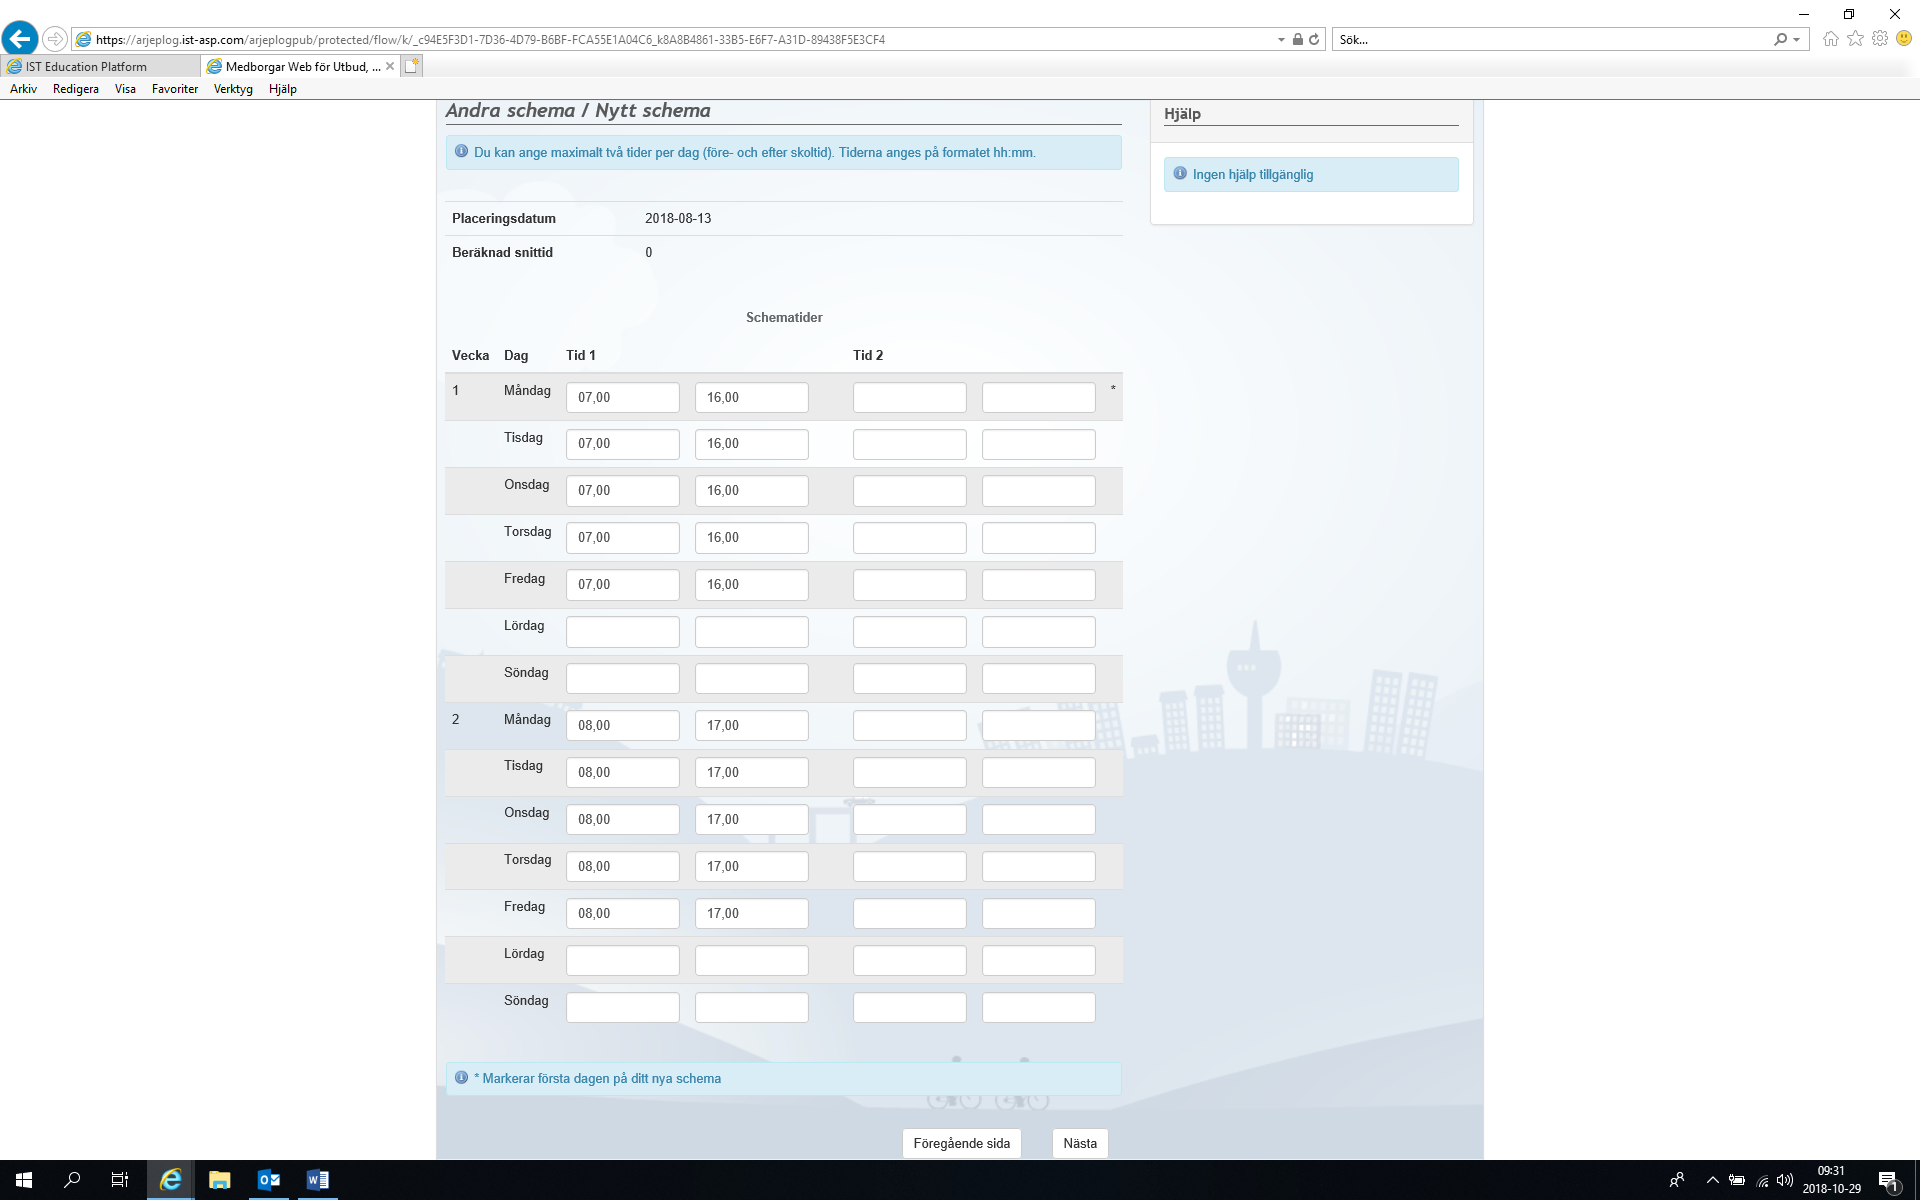 https://arjeplog.ist-asp.com/arjeplogpub/protected/flow/k/_c94E5F3D1-7D36-4D79-B6BF-FCA55E1A04C6_k8A8B4861-33B5-E6F7-A31D-89438F5E3CF4
Sök...
IST Education Platform
Medborgar Web för Utbud, ...
Arkiv Redigera Visa Favoriter Verktyg Hjälp
Ändra schema / Nytt schema
Du kan ange maximalt två tider per dag (före- och efter skoltid). Tiderna anges på formatet hh:mm.
Placeringsdatum 2018-08-13
Beräknad snittid 0
Schematider
Vecka Dag Tid 1 Tid 2
1 Måndag 07,00 16,00 *
Tisdag 07,00 16,00
Onsdag 07,00 16,00
Torsdag 07,00 16,00
Fredag 07,00 16,00
Lördag
Söndag
2 Måndag 08,00 17,00
Tisdag 08,00 17,00
Onsdag 08,00 17,00
Torsdag 08,00 17,00
Fredag 08,00 17,00
Lördag
Söndag
* Markerar första dagen på ditt nya schema
Föregående sida Nästa
Hjälp
Ingen hjälp tillgänglig
09:31
2018-10-29
1